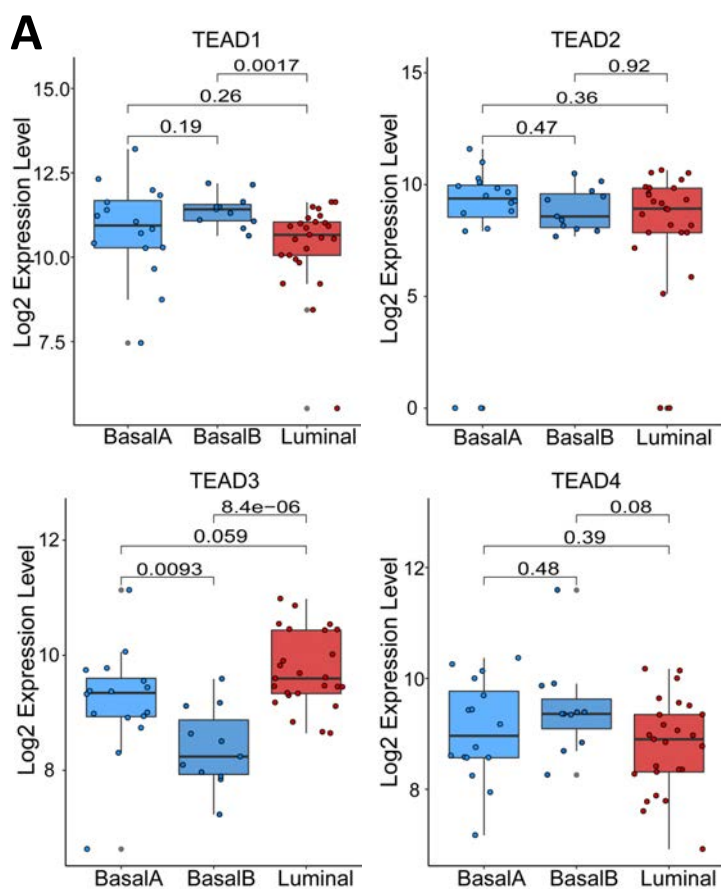 A
TEAD1
Log2 Expression Level
15.0
12.5
10.0
7.5
0.0017
0.26
0.19
BasalA BasalB Luminal
TEAD2
Log2 Expression Level
15
10
5
0
0.92
0.36
0.47
BasalA BasalB Luminal
TEAD3
Log2 Expression Level
12
10
8
8.4e−06
0.059
0.0093
BasalA BasalB Luminal
TEAD4
Log2 Expression Level
12
10
8
0.08
0.39
0.48
BasalA BasalB Luminal